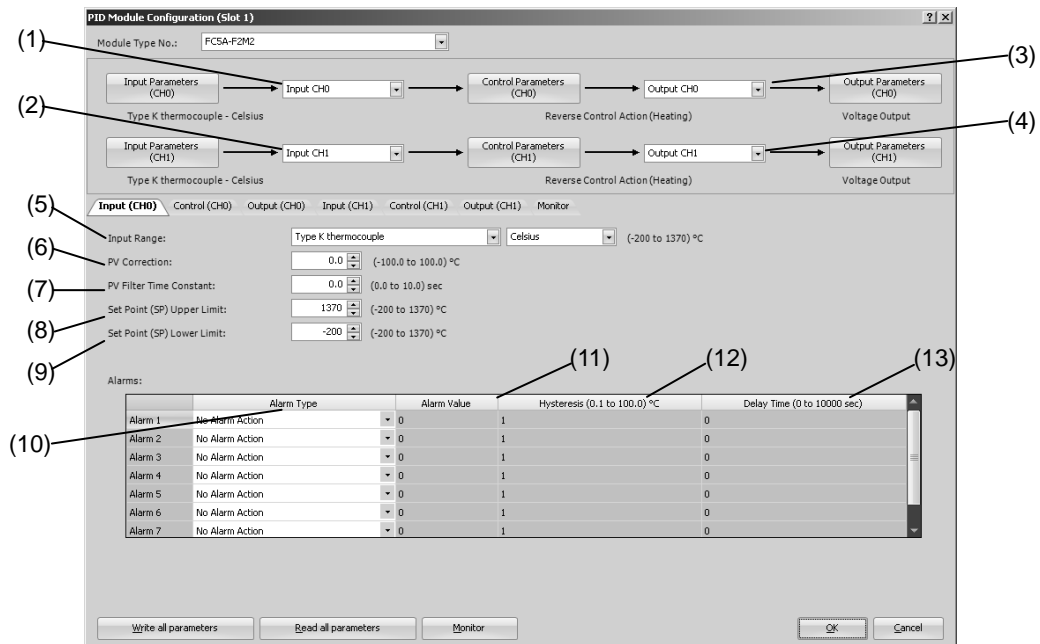 PID Module Configuration (Slot 1)
? X
(1)
Module Type No.: FC5A-F2M2
(3)
Input Parameters (CH0) Input CH0 Control Parameters (CH0) Output CH0 Output Parameters (CH0)
(2)
Type K thermocouple - Celsius Reverse Control Action (Heating) Voltage Output
(4)
Input Parameters (CH1) Input CH1 Control Parameters (CH1) Output CH1 Output Parameters (CH1)
Type K thermocouple - Celsius Reverse Control Action (Heating) Voltage Output
(5)
Input (CH0) Control (CH0) Output (CH0) Input (CH1) Control (CH1) Output (CH1) Monitor
Input Range: Type K thermocouple Celsius (-200 to 1370) °C
(6)
PV Correction: 0.0 (-100.0 to 100.0) °C
(7)
PV Filter Time Constant: 0.0 (0.0 to 10.0) sec
(8)
Set Point (SP) Upper Limit: 1370 (-200 to 1370) °C
(9)
Set Point (SP) Lower Limit: -200 (-200 to 1370) °C
(11) (12) (13)
Alarms:
Alarm Type Alarm Value Hysteresis (0.1 to 100.0) °C Delay Time (0 to 10000 sec)
(10)
Alarm 1 No Alarm Action 0 1 0
Alarm 2 No Alarm Action 0 1 0
Alarm 3 No Alarm Action 0 1 0
Alarm 4 No Alarm Action 0 1 0
Alarm 5 No Alarm Action 0 1 0
Alarm 6 No Alarm Action 0 1 0
Alarm 7 No Alarm Action 0 1 0
Write all parameters Read all parameters Monitor OK Cancel